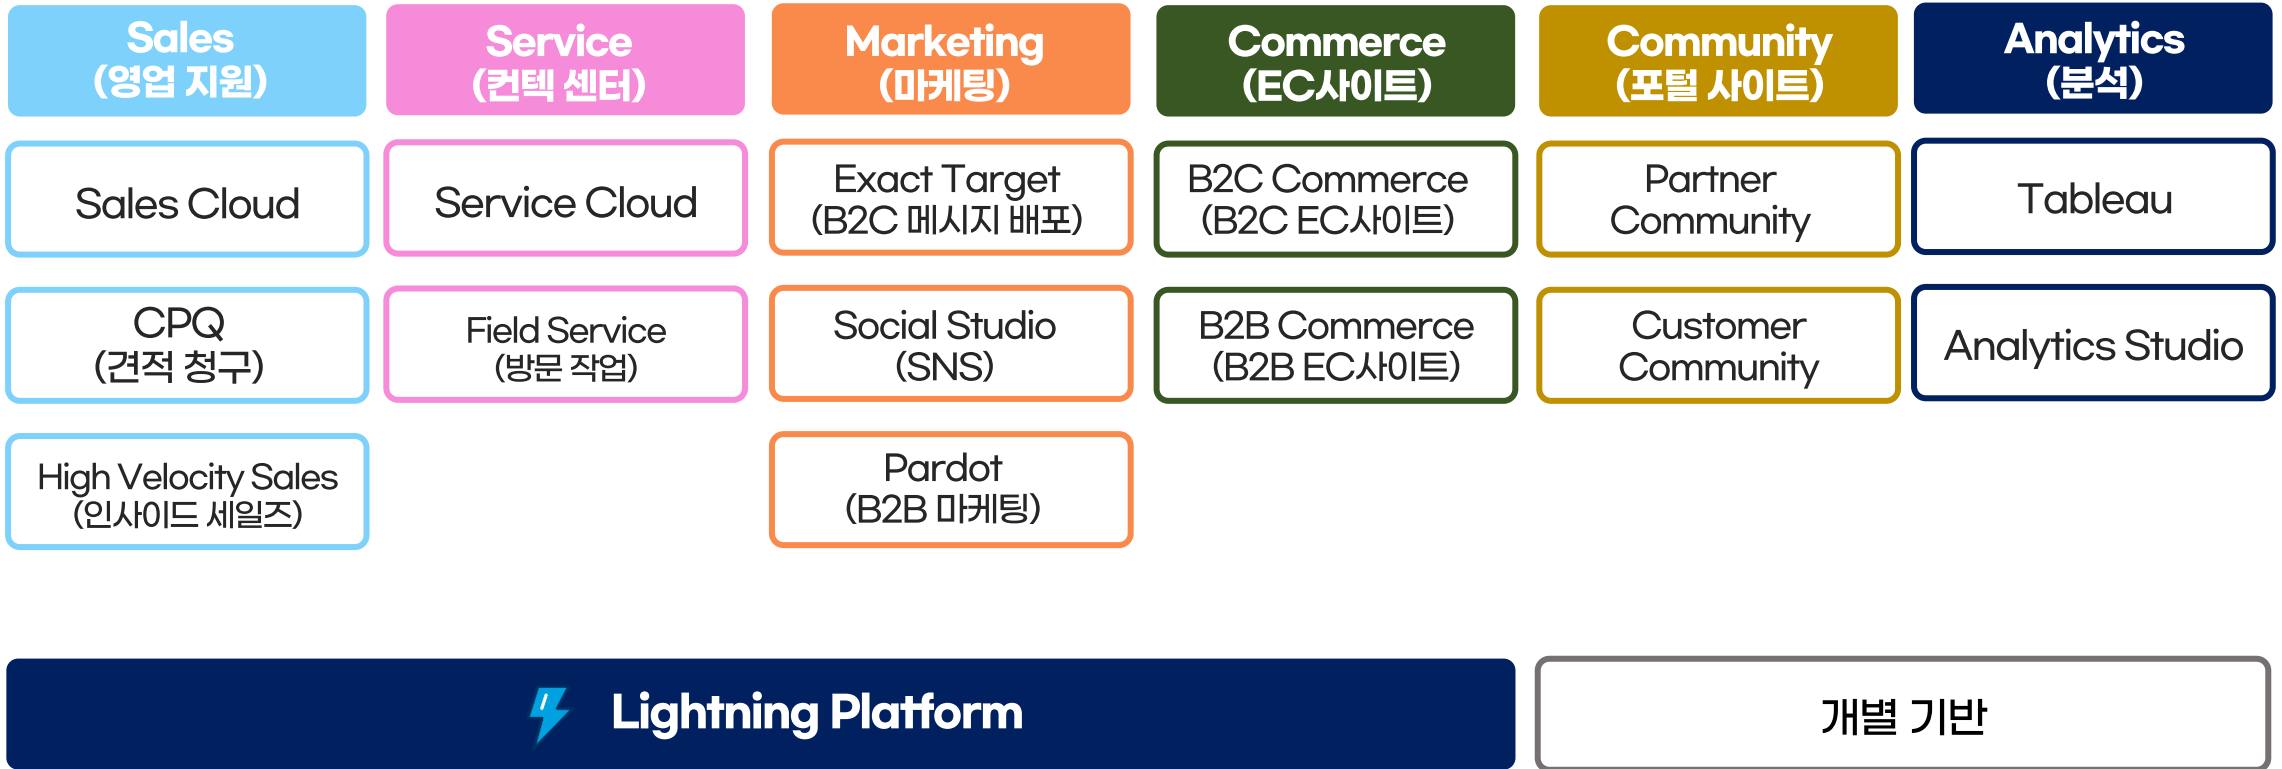 Sales
(영업 지원)
Service
(컨텍 센터)
Marketing
(마케팅)
Commerce
(EC사이트)
Community
(포털 사이트)
Analytics
(분석)
Sales Cloud
Service Cloud
Exact Target
(B2C 메시지 배포)
B2C Commerce
(B2C EC사이트)
Partner
Community
Tableau
CPQ
(견적 청구)
Field Service
(방문 작업)
Social Studio
(SNS)
B2B Commerce
(B2B EC사이트)
Customer
Community
Analytics Studio
High Velocity Sales
(인사이드 세일즈)
Pardot
(B2B 마케팅)
Lightning Platform
개별 기반